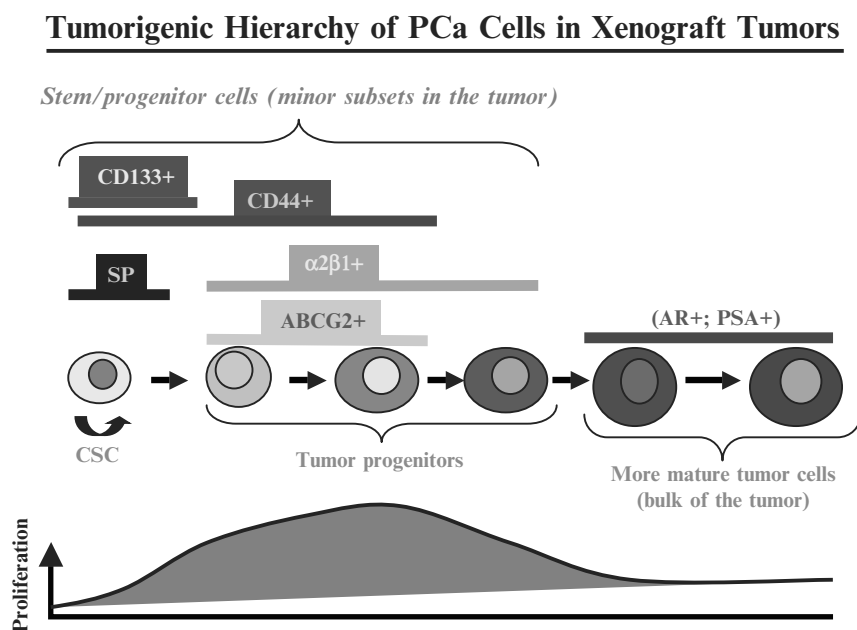 Tumorigenic Hierarchy of PCa Cells in Xenograft Tumors
Stem/progenitor cells (minor subsets in the tumor)
CD133+
CD44+
SP
α2β1+
ABCG2+
(AR+; PSA+)
CSC
Tumor progenitors
More mature tumor cells
(bulk of the tumor)
Proliferation